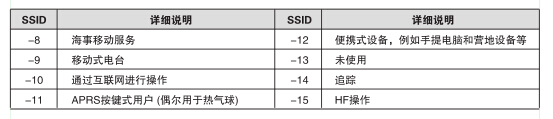 SSID 详细说明 SSID 详细说明
–8 海事移动服务 –12 便携式设备，例如手提电脑和营地设备等
–9 移动式电台 –13 未使用
–10 通过互联网进行操作 –14 追踪
–11 APRS按键式用户 (偶尔用于热气球) –15 HF操作